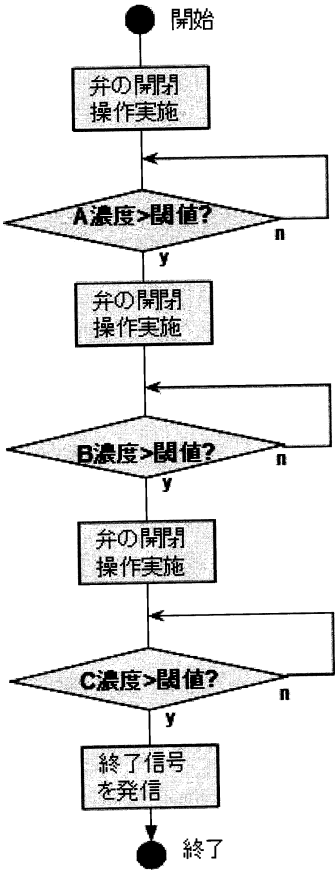 開始
弁の開閉
操作実施
A濃度>閾値?
n
y
弁の開閉
操作実施
B濃度>閾値?
n
y
弁の開閉
操作実施
C濃度>閾値?
n
y
終了信号
を発信
終了